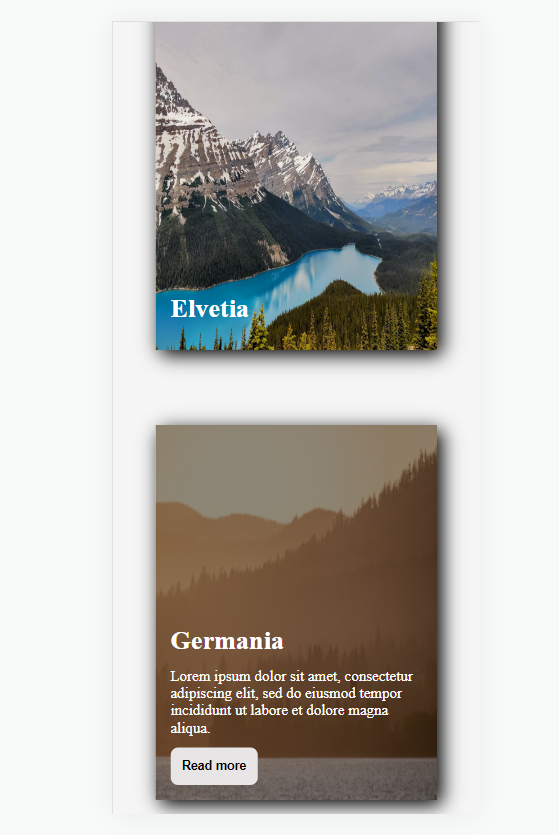 Elvetia
Germania
Lorem ipsum dolor sit amet, consectetur
adipiscing elit, sed do eiusmod tempor
incididunt ut labore et dolore magna
aliqua.
Read more